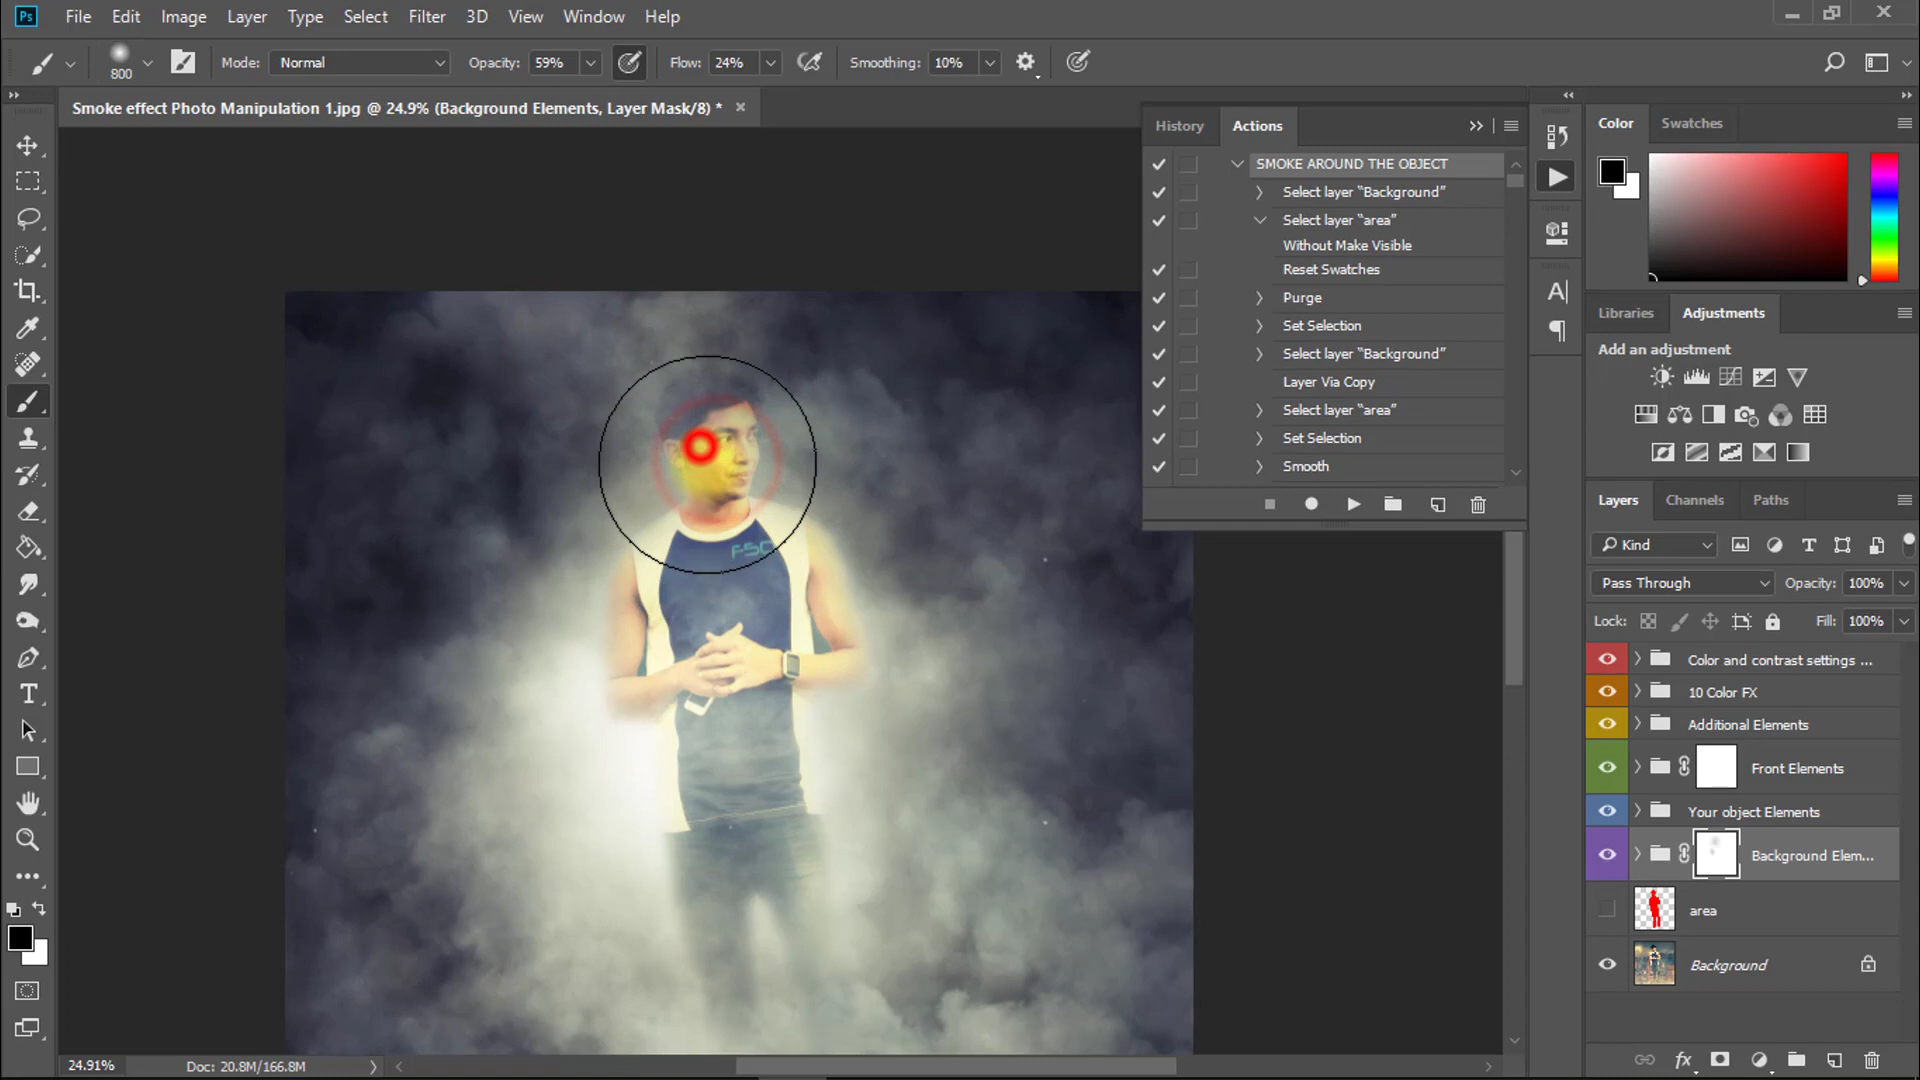 Ps File Edit Image Layer Type Select Filter 3D View Window Help
800 Mode: Normal Opacity: 59% Flow: 24% Smoothing: 10%
Smoke effect Photo Manipulation 1.jpg @ 24.9% (Background Elements, Layer Mask/8) *
History Actions
SMOKE AROUND THE OBJECT
Select layer "Background"
Select layer "area"
Without Make Visible
Reset Swatches
Purge
Set Selection
Select layer "Background"
Layer Via Copy
Select layer "area"
Set Selection
Smooth
Color Swatches
Libraries Adjustments
Add an adjustment
Layers Channels Paths
Kind
Pass Through Opacity: 100%
Lock: Fill: 100%
Color and contrast settings ...
10 Color FX
Additional Elements
Front Elements
Your object Elements
Background Elem...
area
Background
FSC
24.91% Doc: 20.8M/166.8M